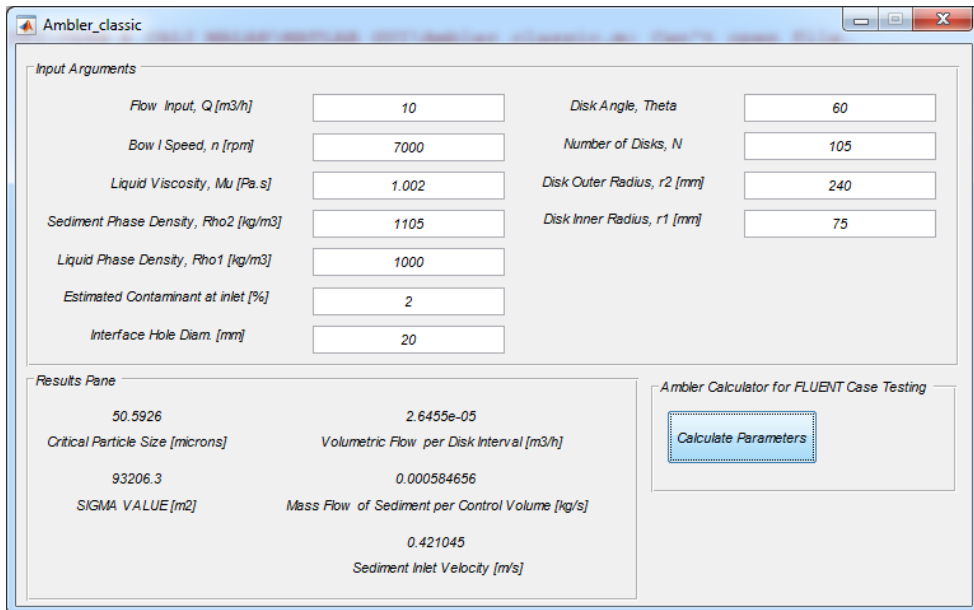 Ambler_classic
Input Arguments
Flow Input, Q [m3/h]
10
Disk Angle, Theta
60
Bow l Speed, n [rpm]
7000
Number of Disks, N
105
Liquid Viscosity, Mu [Pa.s]
1.002
Disk Outer Radius, r2 [mm]
240
Sediment Phase Density, Rho2 [kg/m3]
1105
Disk Inner Radius, r1 [mm]
75
Liquid Phase Density, Rho1 [kg/m3]
1000
Estimated Contaminant at inlet [%]
2
Interface Hole Diam. [mm]
20
Results Pane
50.5926
Critical Particle Size [microns]
2.6455e-05
Volumetric Flow per Disk Interval [m3/h]
93206.3
SIGMA VALUE [m2]
0.000584656
Mass Flow of Sediment per Control Volume [kg/s]
0.421045
Sediment Inlet Velocity [m/s]
Ambler Calculator for FLUENT Case Testing
Calculate Parameters